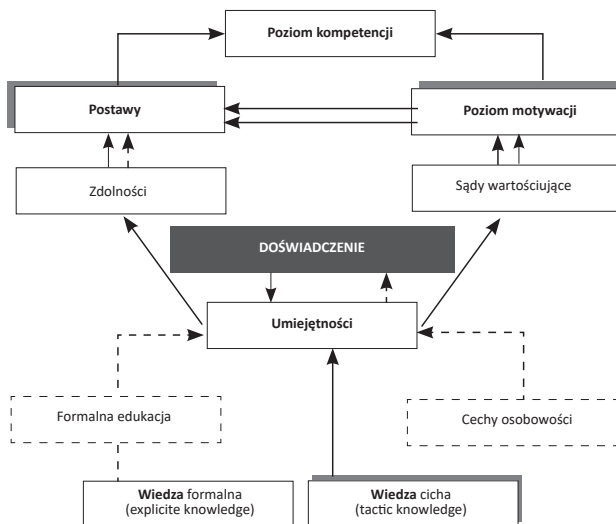 Poziom kompetencji
Postawy
Poziom motywacji
Zdolności
Sądy wartościujące
DOŚWIADCZENIE
Umiejętności
Formalna edukacja
Cechy osobowości
Wiedza formalna
(explicite knowledge)
Wiedza cicha
(tactic knowledge)